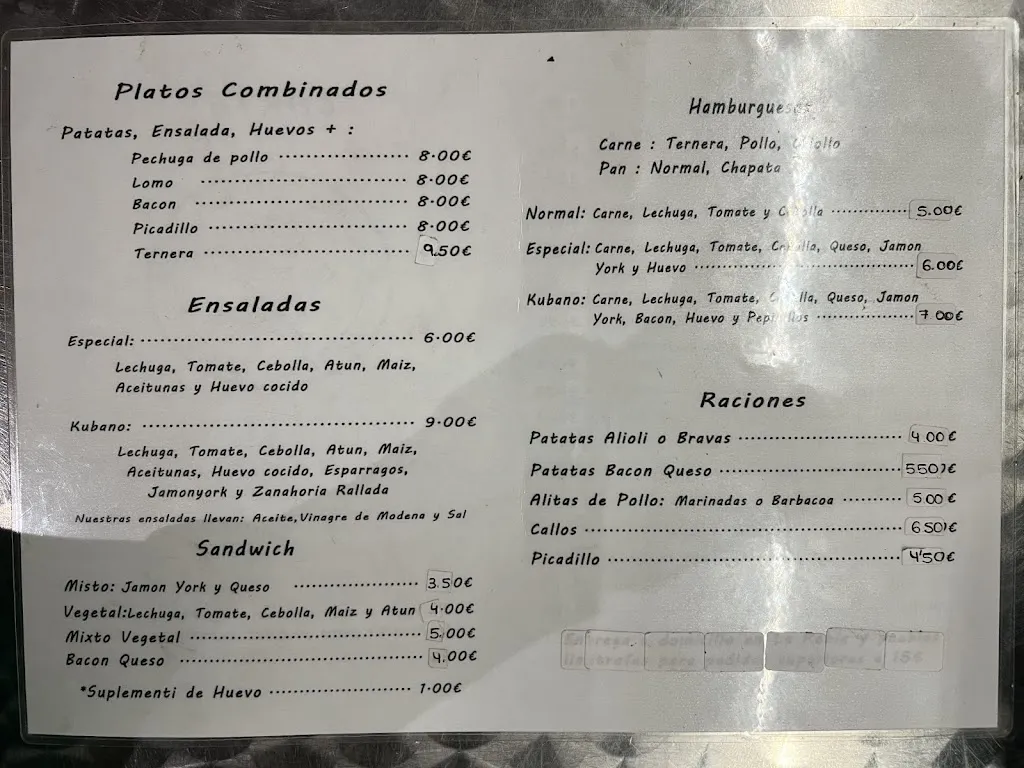 Platos Combinados
Patatas, Ensalada, Huevos + :
Pechuga de pollo ................... 8.00€
Lomo ................... 8.00€
Bacon ................... 8.00€
Picadillo ................... 8.00€
Ternera ................... 9.50€
Ensaladas
Especial: ................... 6.00€
Lechuga, Tomate, Cebolla, Atun, Maiz,
Aceitunas y Huevo cocido
Kubano: ................... 9.00€
Lechuga, Tomate, Cebolla, Atun, Maiz,
Aceitunas, Huevo cocido, Esparragos,
Jamonyork y Zanahoria Rallada
Nuestras ensaladas llevan: Aceite,Vinagre de Modena y Sal
Sandwich
Misto: Jamon York y Queso ................... 3.50€
Vegetal:Lechuga, Tomate, Cebolla, Maiz y Atun 4.00€
Mixto Vegetal ................... 5.00€
Bacon Queso ................... 4.00€
*Suplementi de Huevo ................... 1.00€
Hamburguesas
Carne : Ternera, Pollo, Criollo
Pan : Normal, Chapata
Normal: Carne, Lechuga, Tomate y Cebolla ................... 5.00€
Especial: Carne, Lechuga, Tomate, Cebolla, Queso, Jamon
York y Huevo ................... 6.00€
Kubano: Carne, Lechuga, Tomate, Cebolla, Queso, Jamon
York, Bacon, Huevo y Pepinillos ................... 7.00€
Raciones
Patatas Alioli o Bravas ................... 4.00€
Patatas Bacon Queso ................... 5.50€
Alitas de Pollo: Marinadas o Barbacoa ................... 5.00€
Callos ................... 6.50€
Picadillo ................... 4'50€